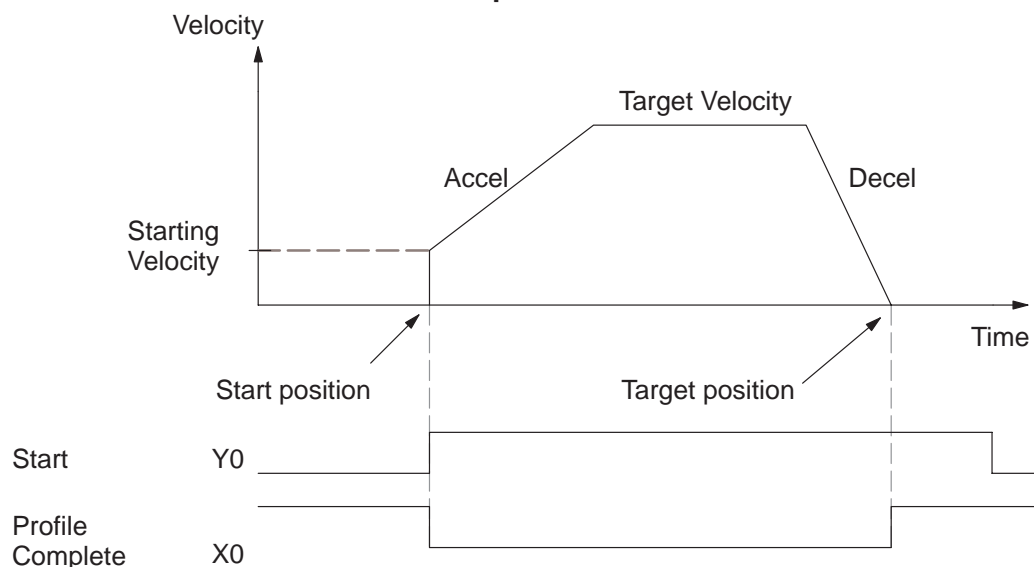 Velocity
Target Velocity
Accel
Decel
Starting
Velocity
Time
Start position
Target position
Start Y0
Profile
Complete X0